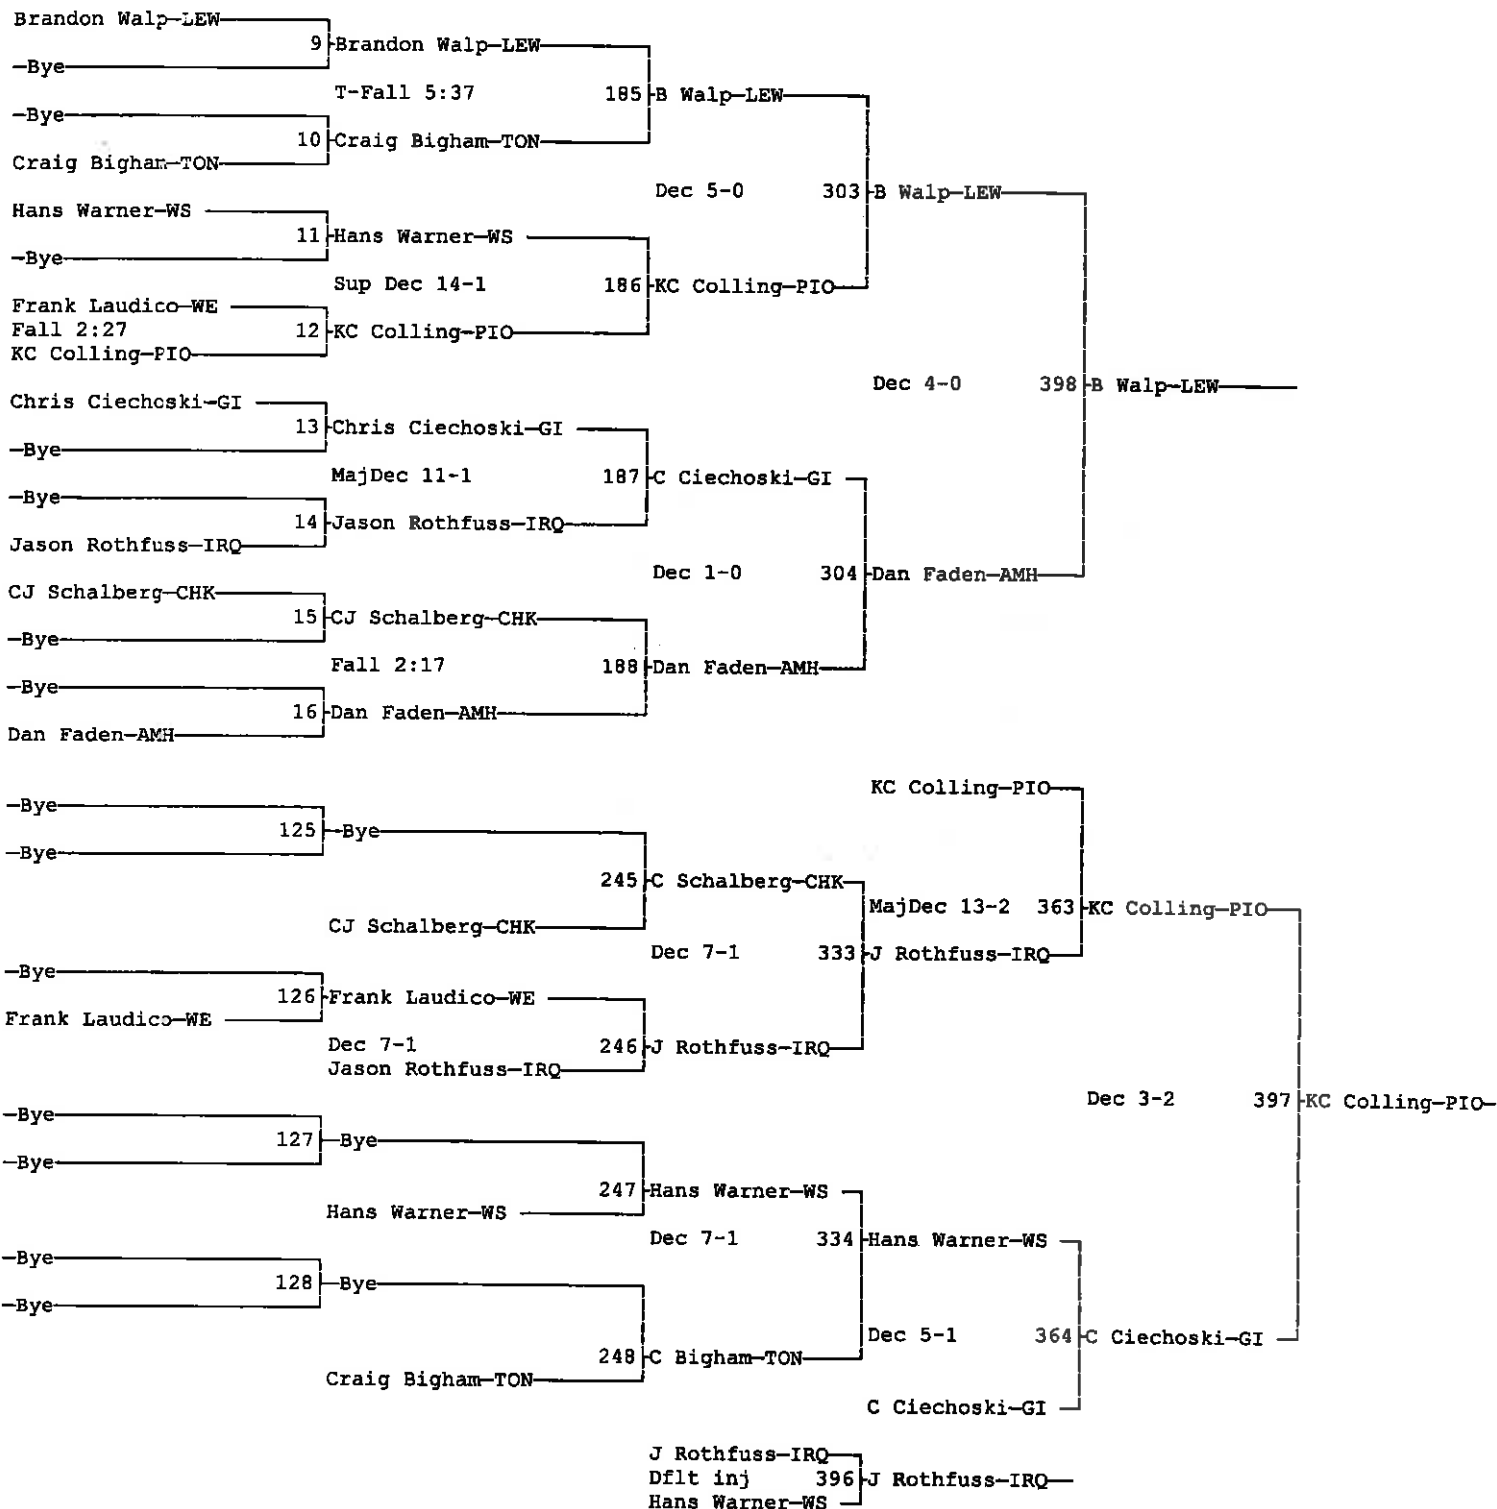 Brandon Walp-LEW
9 Brandon Walp-LEW
-Bye
T-Fall 5:37 185 B Walp-LEW
-Bye
10 Craig Bigham-TON
Craig Bigham-TON
Dec 5-0 303 B Walp-LEW
Hans Warner-WS
11 Hans Warner-WS
-Bye
Sup Dec 14-1 186 KC Colling-PIO
Frank Laudico-WE
Fall 2:27 12 KC Colling-PIO
KC Colling-PIO
Dec 4-0 398 B Walp-LEW
Chris Ciechoski-GI
13 Chris Ciechoski-GI
-Bye
MajDec 11-1 187 C Ciechoski-GI
-Bye
14 Jason Rothfuss-IRQ
Jason Rothfuss-IRQ
Dec 1-0 304 Dan Faden-AMH
CJ Schalberg-CHK
15 CJ Schalberg-CHK
-Bye
Fall 2:17 188 Dan Faden-AMH
-Bye
16 Dan Faden-AMH
Dan Faden-AMH
KC Colling-PIO
-Bye
125 -Bye
-Bye
245 C Schalberg-CHK
MajDec 13-2 363 KC Colling-PIO
CJ Schalberg-CHK
Dec 7-1 333 J Rothfuss-IRQ
-Bye
126 Frank Laudico-WE
Frank Laudico-WE
Dec 7-1 246 J Rothfuss-IRQ
Jason Rothfuss-IRQ
Dec 3-2 397 KC Colling-PIO-
-Bye
127 -Bye
-Bye
247 Hans Warner-WS
Hans Warner-WS
Dec 7-1 334 Hans Warner-WS
-Bye
128 -Bye
-Bye
Dec 5-1 364 C Ciechoski-GI
248 C Bigham-TON
Craig Bigham-TON
C Ciechoski-GI
J Rothfuss-IRQ
Dflt inj 396 J Rothfuss-IRQ
Hans Warner-WS